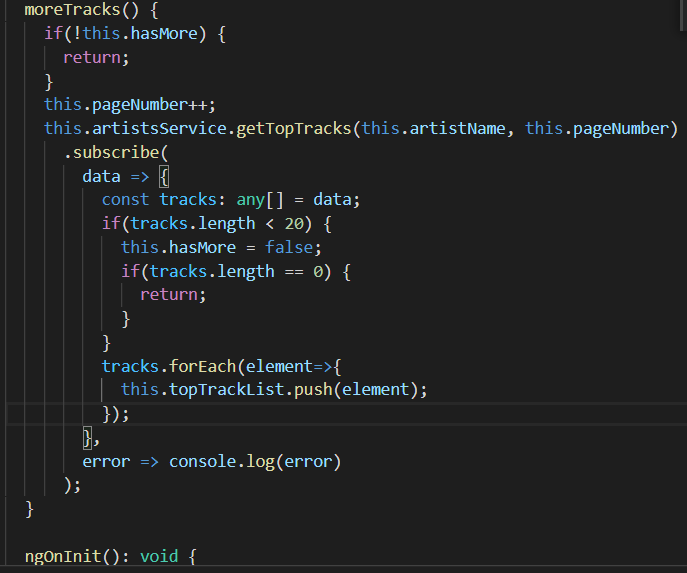 moreTracks() {
if(!this.hasMore) {
return;
}
this.pageNumber++;
this.artistsService.getTopTracks(this.artistName, this.pageNumber)
.subscribe(
data => {
const tracks: any[] = data;
if(tracks.length < 20) {
this.hasMore = false;
if(tracks.length == 0) {
return;
}
}
tracks.forEach(element=>{
this.topTrackList.push(element);
});
},
error => console.log(error)
);
}
ngOnInit(): void {